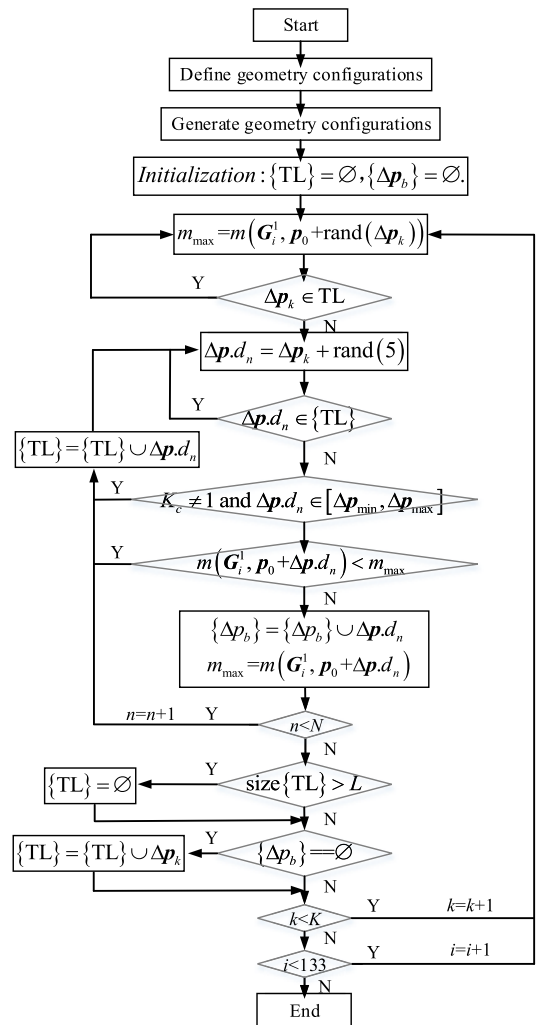 Start
Define geometry configurations
Generate geometry configurations
Initialization: {TL} = ∅, {Δp_b} = ∅.
m_max=m(G_i^1, p_0+rand(Δp_k))
Y
Δp_k ∈ TL
N
Δp.d_n = Δp_k + rand(5)
Y
Δp.d_n ∈ {TL}
{TL} = {TL} ∪ Δp.d_n
N
Y
K_c ≠ 1 and Δp.d_n ∈ [Δp_min, Δp_max]
Y
N
m(G_i^1, p_0+Δp.d_n) < m_max
N
{Δp_b} = {Δp_b} ∪ Δp.d_n
m_max=m(G_i^1, p_0+Δp.d_n)
n=n+1
Y
n<N
N
{TL} = ∅
Y
size{TL} > L
N
{TL} = {TL} ∪ Δp_k
Y
{Δp_b}==∅
N
k<K
Y
k=k+1
N
i<133
Y
i=i+1
N
End